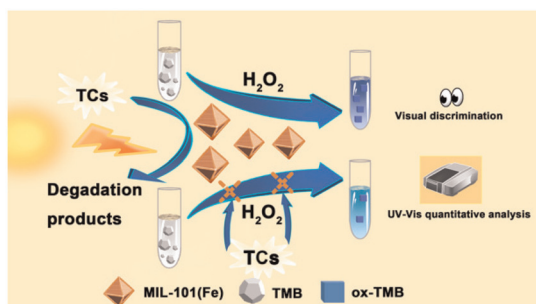 TCs
H2O2
Visual discrimination
Degadation
products
H2O2
UV-Vis quantitative analysis
TCs
MIL-101(Fe)
TMB
ox-TMB